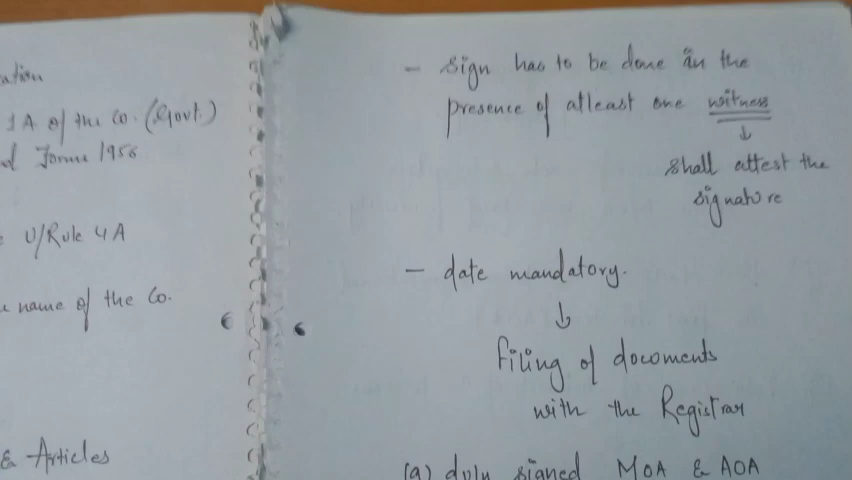 ation
1A of the Co. (Govt.)
Forms 1956
U/Rule 4A
name of the Co.
& Articles
- Sign has to be done in the
presence of atleast one witness
↓
shall attest the
signature
- date mandatory.
↓
filing of documents
with the Registrar
(a) duly signed MOA & AOA